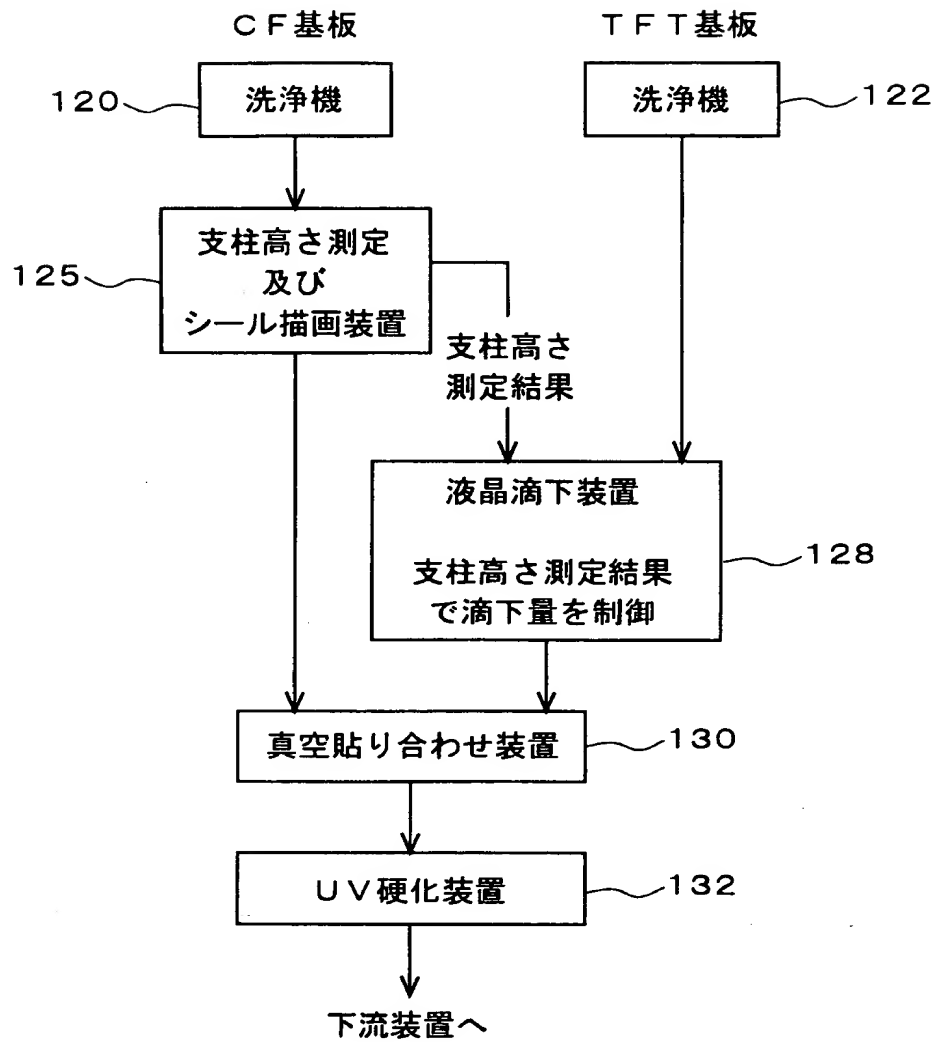 CF基板
TFT基板
120
洗浄機
洗浄機
122
125
支柱高さ測定
及び
シール描画装置
支柱高さ
測定結果
液晶滴下装置
支柱高さ測定結果
で滴下量を制御
128
真空貼り合わせ装置
130
UV硬化装置
132
下流装置へ